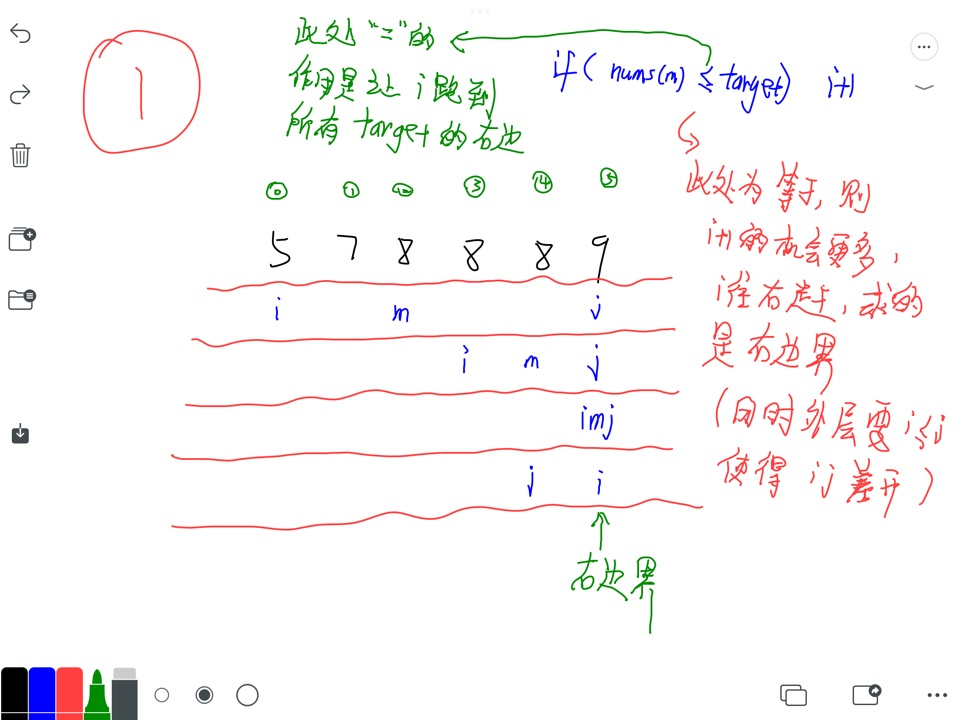 1
此处“=”的
作用是让 i 跑到
所有 target 的右边
if( nums(m) ≤ target) i+1
⓪ ① ② ③ ④ ⑤
5 7 8 8 8 9
i m j
i m j
imj
j i
右边界
此处为等于, 则
i+1的机会更多,
i往右走, 求的
是右边界
(同时外层要 i≤j
使得 i j 差开)